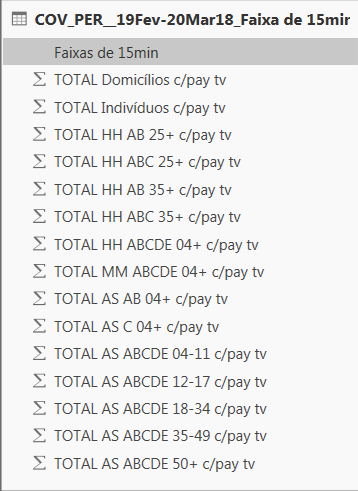 COV_PER__19Fev-20Mar18_Faixa de 15min
Faixas de 15min
TOTAL Domicílios c/pay tv
TOTAL Indivíduos c/pay tv
TOTAL HH AB 25+ c/pay tv
TOTAL HH ABC 25+ c/pay tv
TOTAL HH AB 35+ c/pay tv
TOTAL HH ABC 35+ c/pay tv
TOTAL HH ABCDE 04+ c/pay tv
TOTAL MM ABCDE 04+ c/pay tv
TOTAL AS AB 04+ c/pay tv
TOTAL AS C 04+ c/pay tv
TOTAL AS ABCDE 04-11 c/pay tv
TOTAL AS ABCDE 12-17 c/pay tv
TOTAL AS ABCDE 18-34 c/pay tv
TOTAL AS ABCDE 35-49 c/pay tv
TOTAL AS ABCDE 50+ c/pay tv